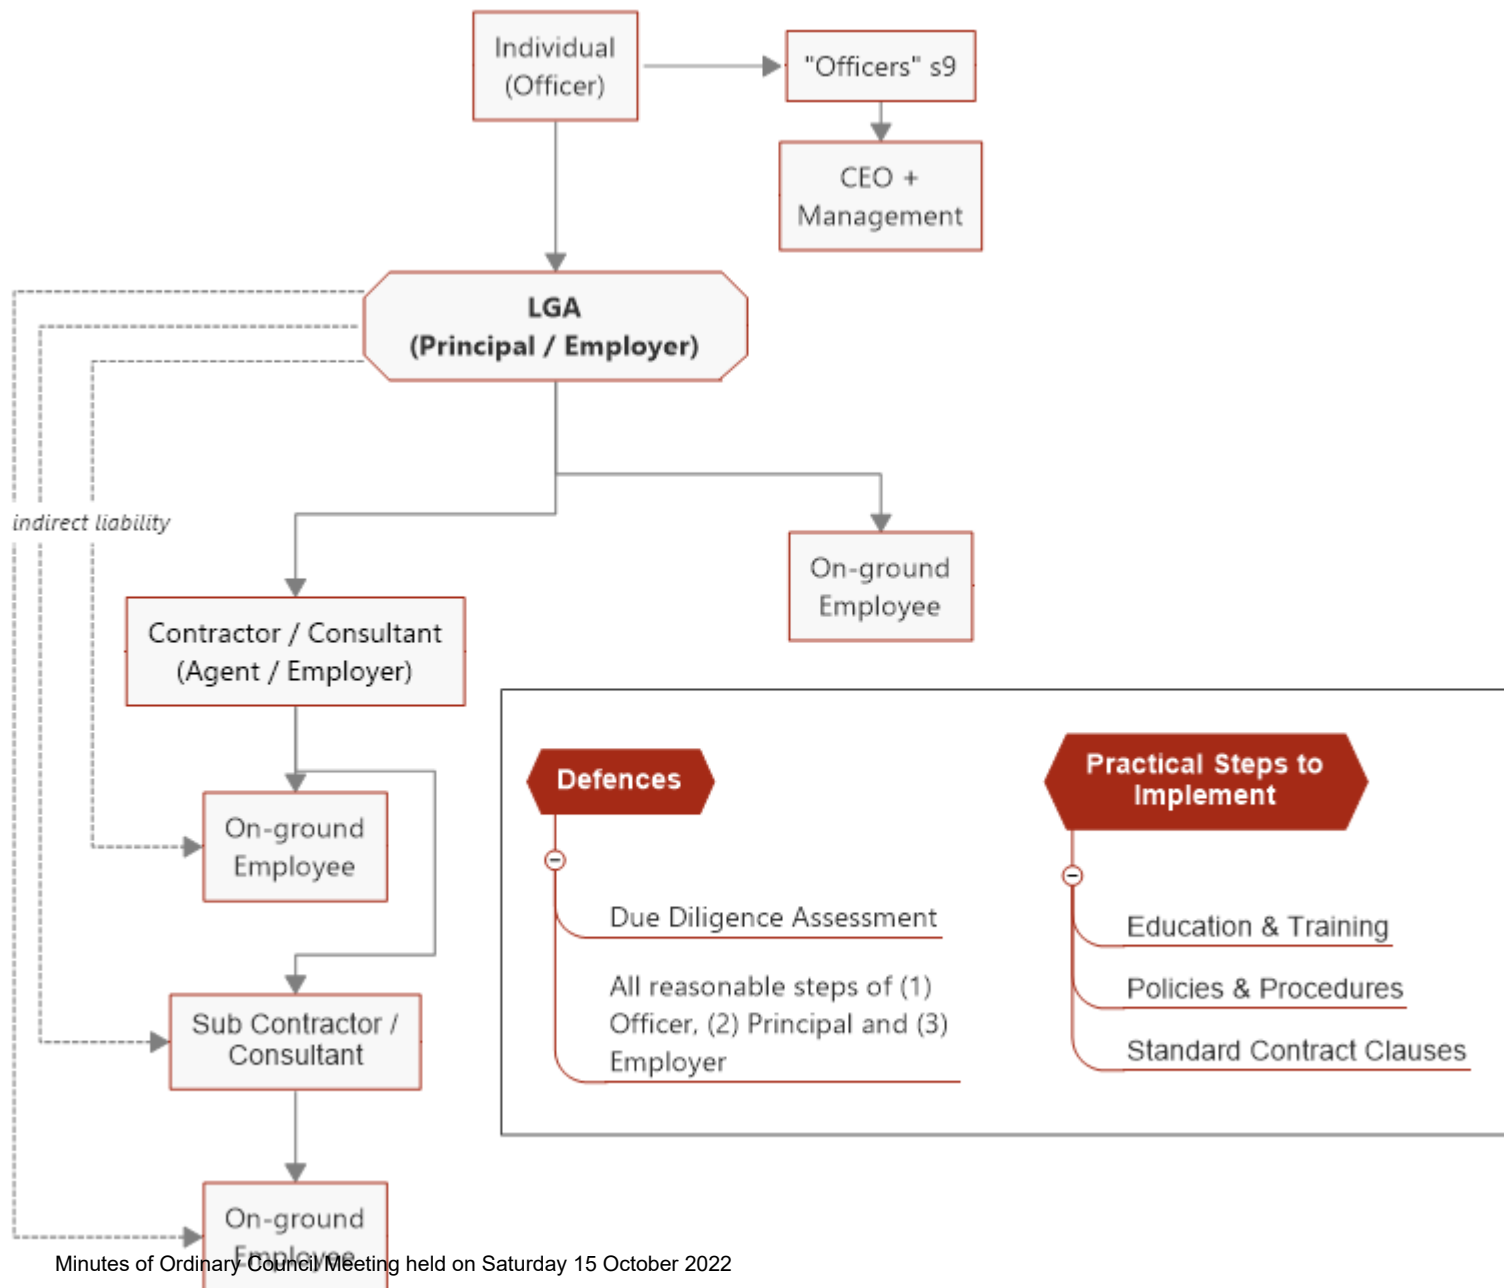 Individual
(Officer)
"Officers" s9
CEO +
Management
LGA
(Principal / Employer)
indirect liability
On-ground
Employee
Contractor / Consultant
(Agent / Employer)
On-ground
Employee
Sub Contractor /
Consultant
On-ground
Employee
Defences
Due Diligence Assessment
All reasonable steps of (1)
Officer, (2) Principal and (3)
Employer
Practical Steps to
Implement
Education & Training
Policies & Procedures
Standard Contract Clauses
Minutes of Ordinary Council Meeting held on Saturday 15 October 2022